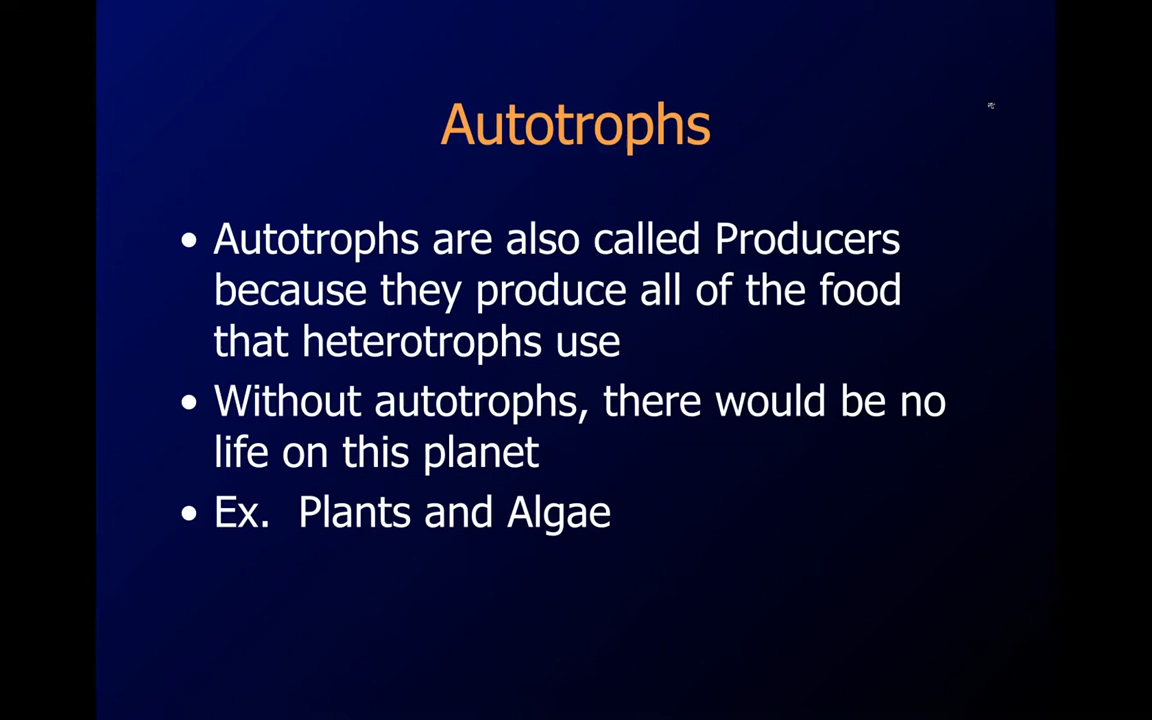 Autotrophs
• Autotrophs are also called Producers
because they produce all of the food
that heterotrophs use
• Without autotrophs, there would be no
life on this planet
• Ex.  Plants and Algae